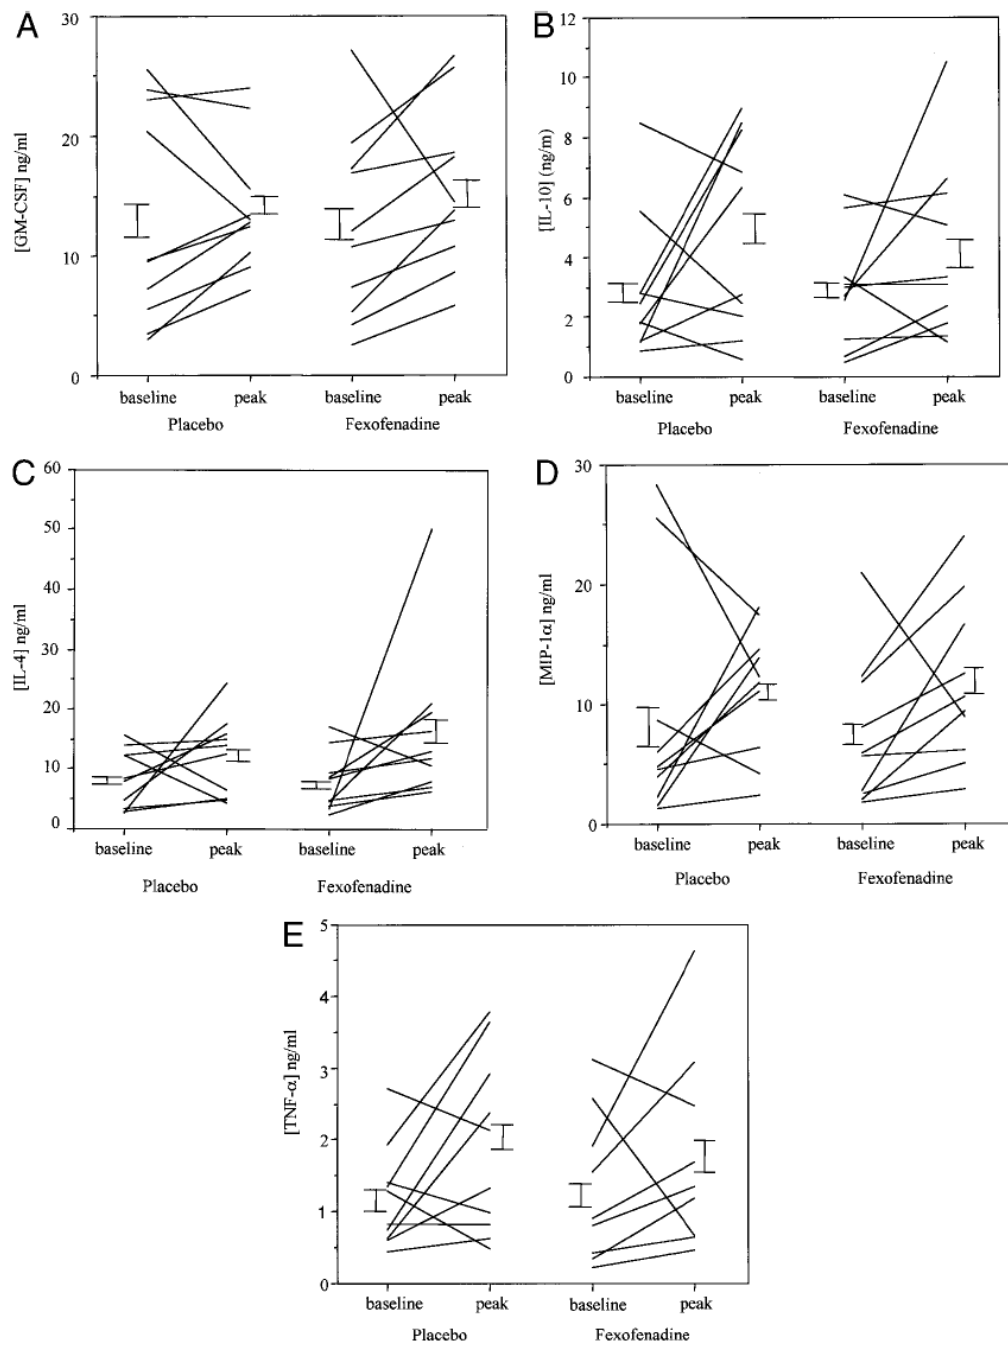 A
30
20
10
0
[GM-CSF] ng/ml
baseline peak baseline peak
Placebo Fexofenadine
B
12
10
8
6
4
2
0
[IL-10] (ng/m)
baseline peak baseline peak
Placebo Fexofenadine
C
60
50
40
30
20
10
0
[IL-4] ng/ml
baseline peak baseline peak
Placebo Fexofenadine
D
30
20
10
0
[MIP-1α] ng/ml
baseline peak baseline peak
Placebo Fexofenadine
E
5
4
3
2
1
0
[TNF-α] ng/ml
baseline peak baseline peak
Placebo Fexofenadine